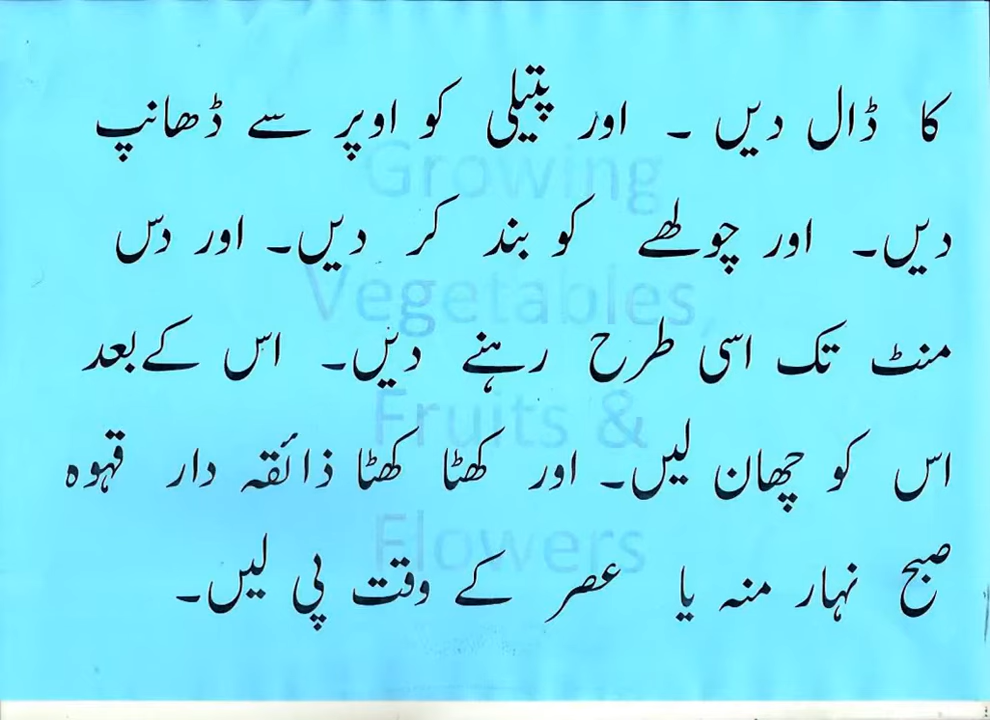 کا ڈال دیں ۔ اور پتیلی کو اوپر سے ڈھانپ
دیں۔ اور چولھے کو بند کر دیں۔ اور دس
منٹ تک اسی طرح رہنے دیں۔ اس کےبعد
اس کو چھان لیں۔ اور کھٹا کھٹا ذائقہ دار قہوہ
صبح نہار منہ یا عصر کے وقت پی لیں۔
Growing
Vegetables,
Fruits &
Flowers